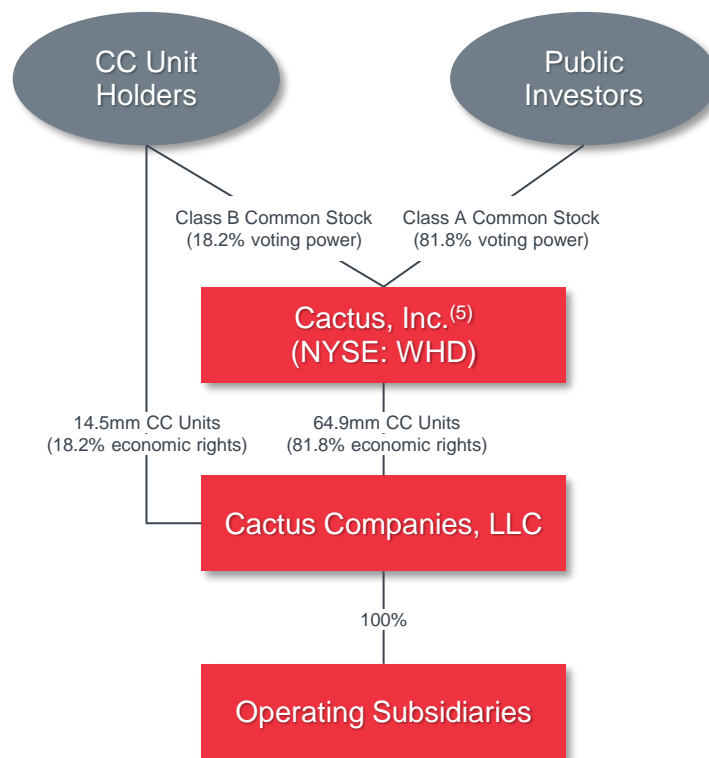 CC Unit
Holders
Public
Investors
Class B Common Stock
(18.2% voting power)
Class A Common Stock
(81.8% voting power)
Cactus, Inc.(5)
(NYSE: WHD)
14.5mm CC Units
(18.2% economic rights)
64.9mm CC Units
(81.8% economic rights)
Cactus Companies, LLC
100%
Operating Subsidiaries